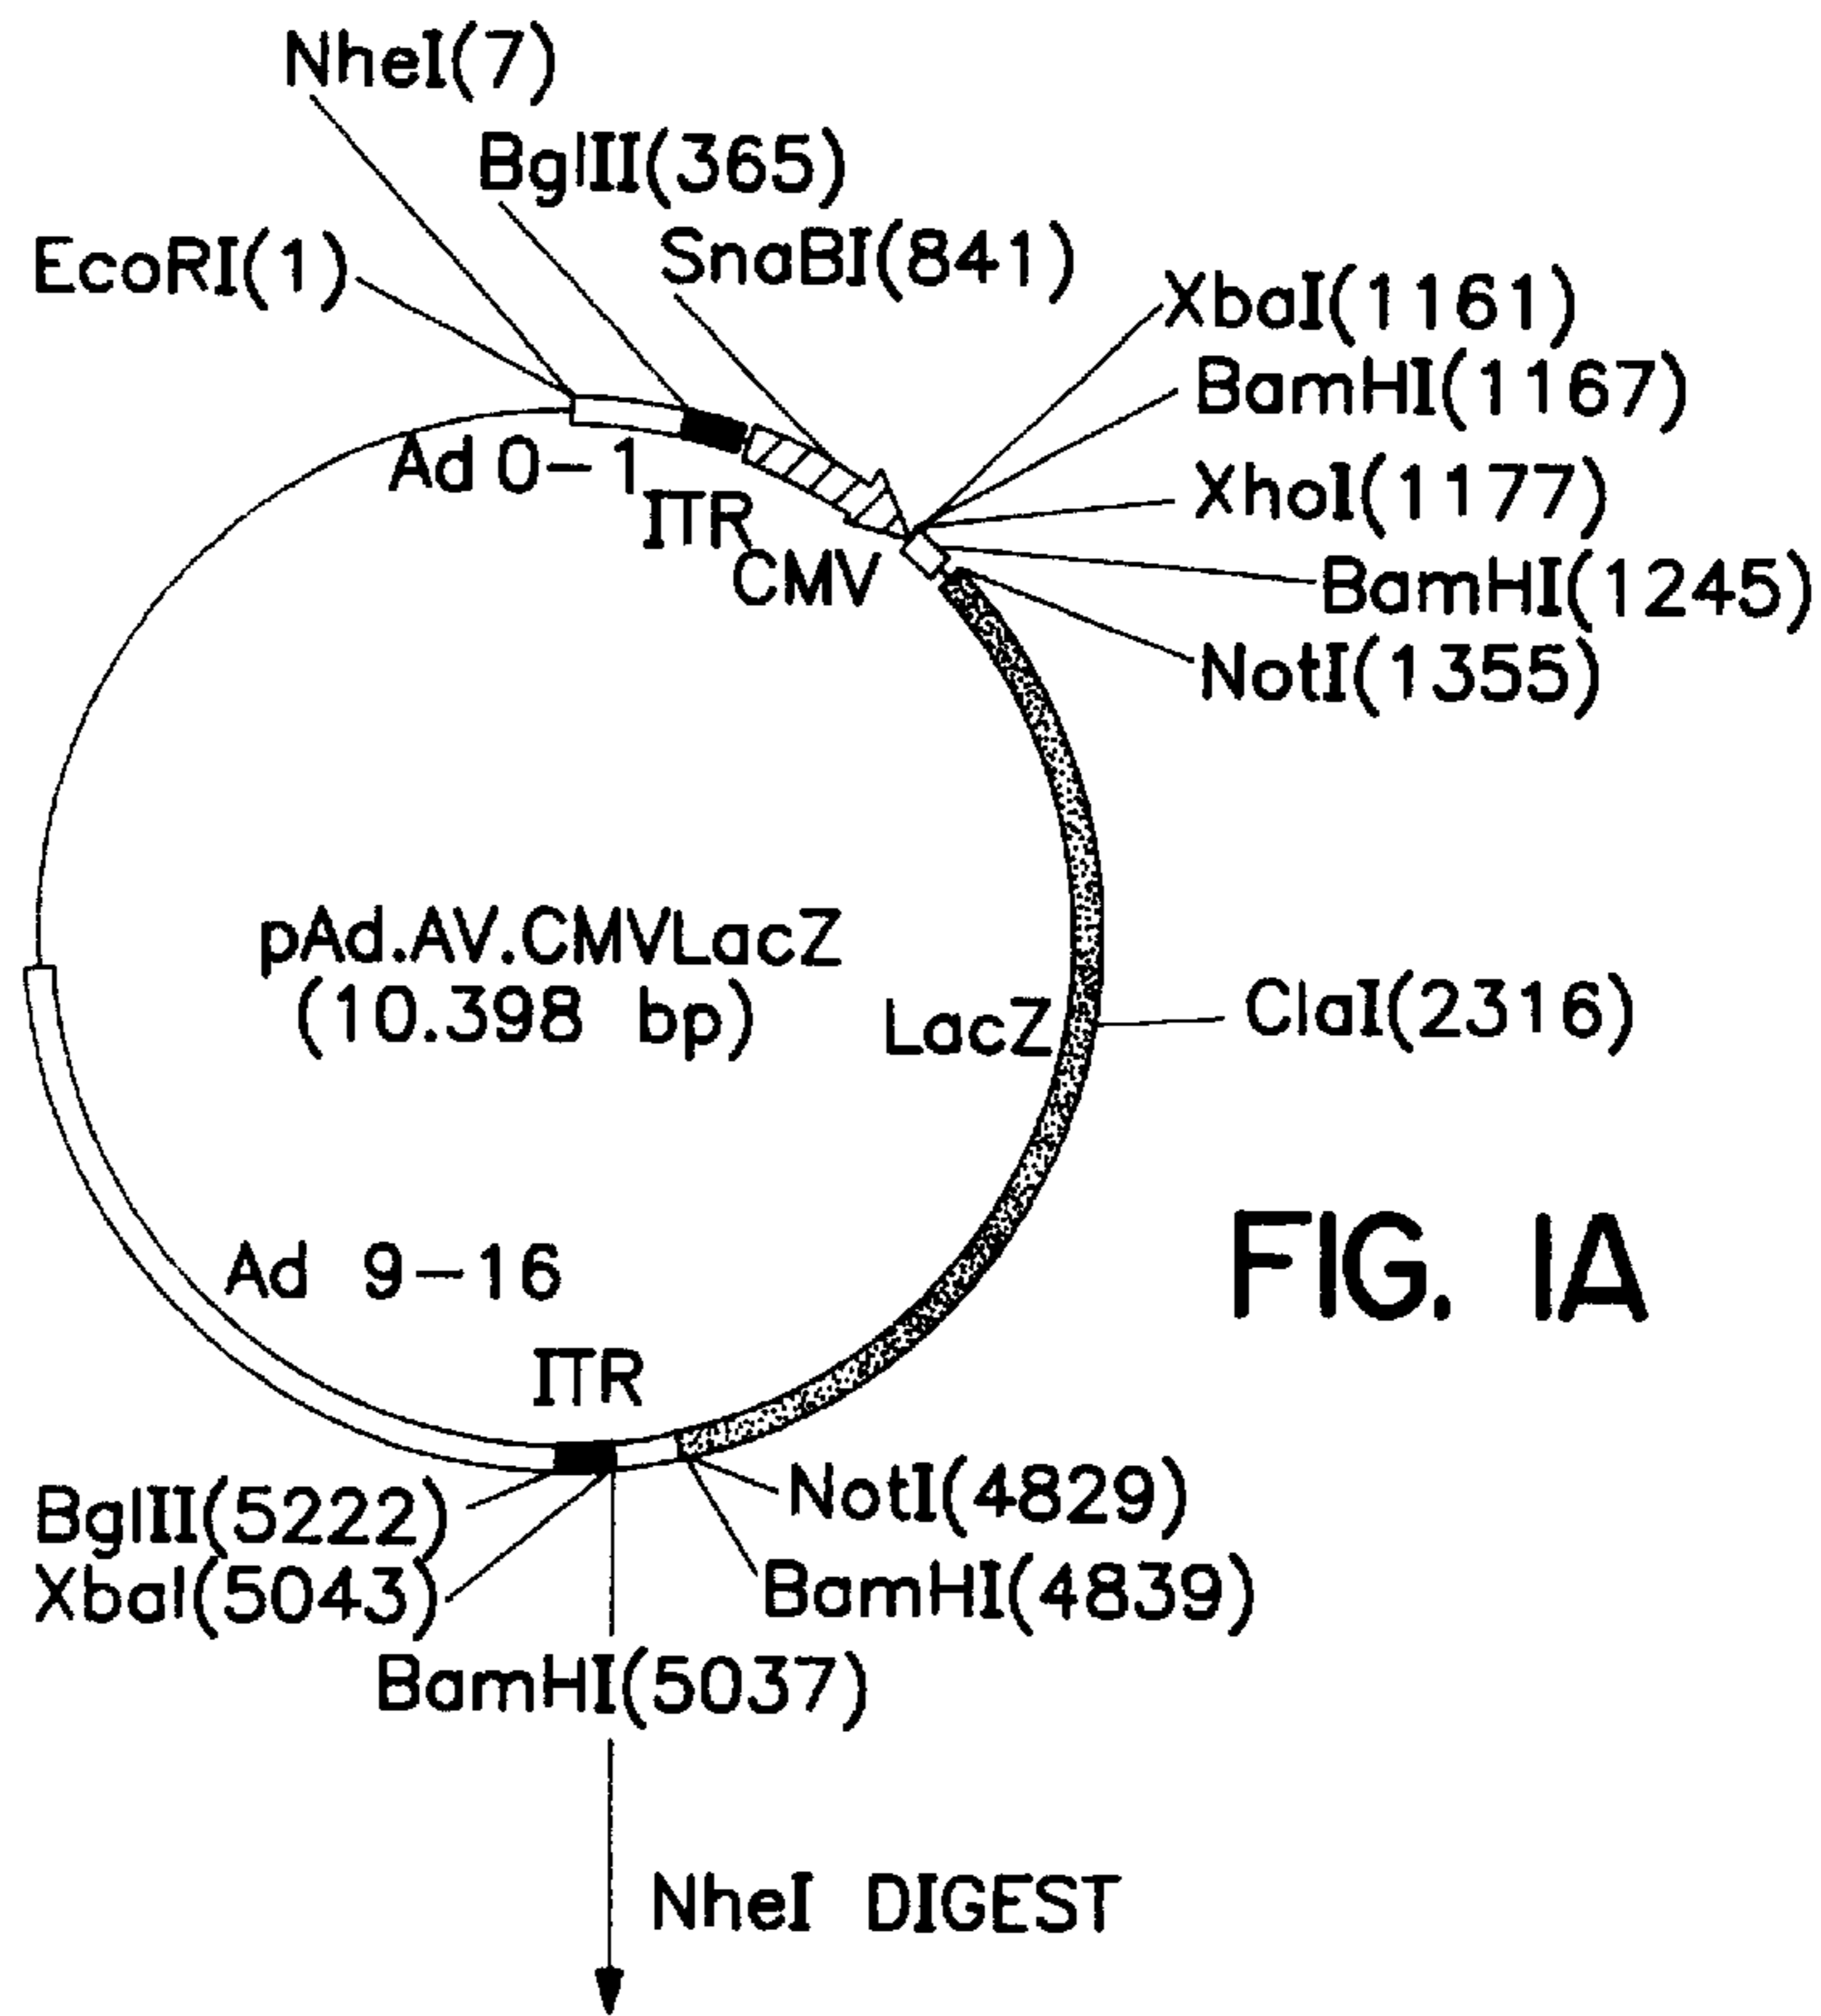 NheI(7)
BglII(365)
EcoRI(1)
SnaBI(841)
XbaI(1161)
BamHI(1167)
Ad 0-1
XhoI(1177)
ITR
CMV
BamHI(1245)
NotI(1355)
pAd.AV.CMVLacZ
(10.398 bp)
LacZ
ClaI(2316)
FIG. 1A
Ad 9-16
ITR
NotI(4829)
BglII(5222)
XbaI(5043)
BamHI(4839)
BamHI(5037)
NheI DIGEST